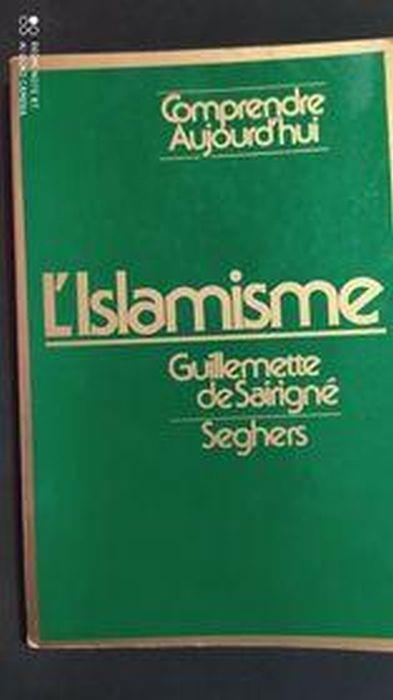 Comprendre
Aujourd'hui
L'Islamisme
Guillemette
de Sairigné
Seghers